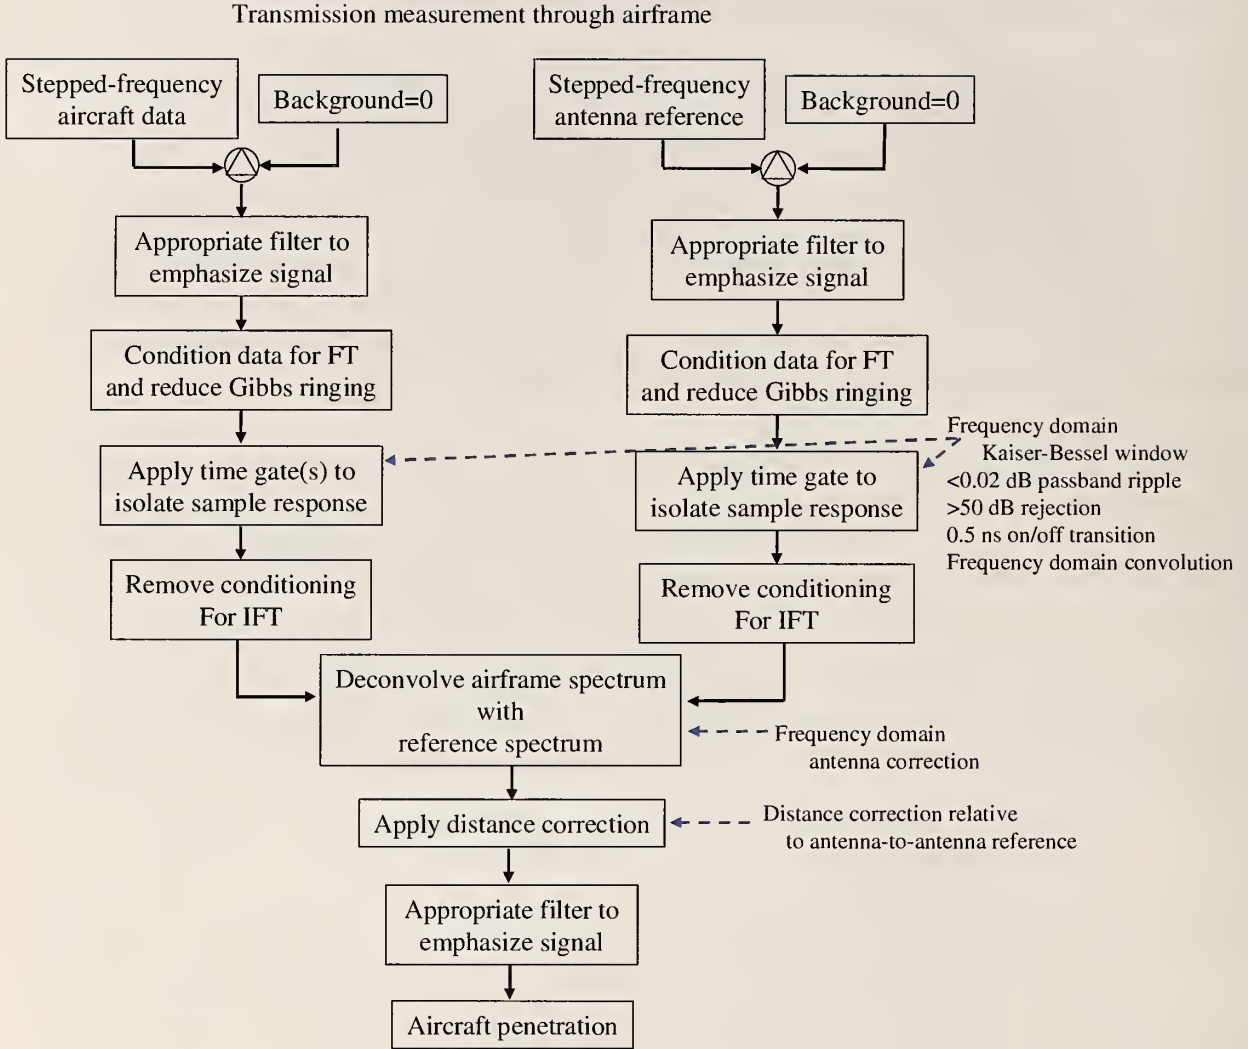 Transmission measurement through airframe
Stepped-frequency
aircraft data
Background=0
Stepped-frequency
antenna reference
Background=0
Appropriate filter to
emphasize signal
Appropriate filter to
emphasize signal
Condition data for FT
and reduce Gibbs ringing
Condition data for FT
and reduce Gibbs ringing
Apply time gate(s) to
isolate sample response
Apply time gate to
isolate sample response
Frequency domain
Kaiser-Bessel window
<0.02 dB passband ripple
>50 dB rejection
0.5 ns on/off transition
Frequency domain convolution
Remove conditioning
For IFT
Remove conditioning
For IFT
Deconvolve airframe spectrum
with
reference spectrum
Frequency domain
antenna correction
Apply distance correction
Distance correction relative
to antenna-to-antenna reference
Appropriate filter to
emphasize signal
Aircraft penetration